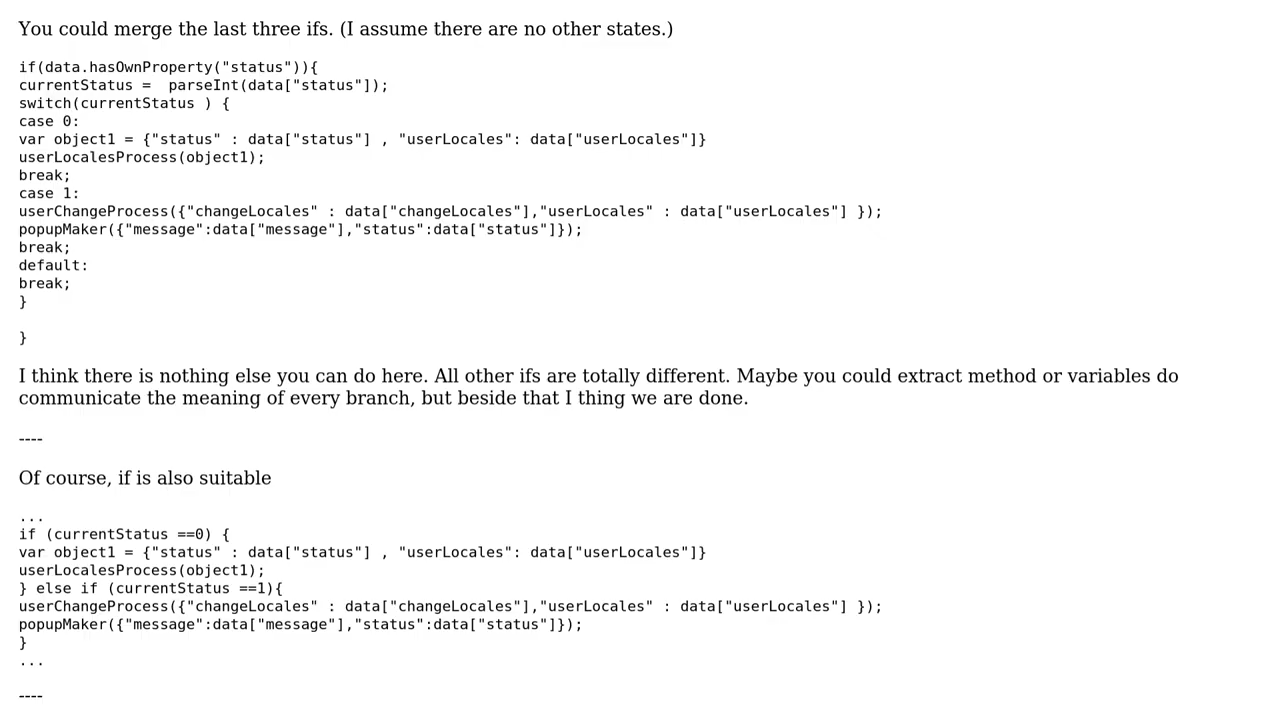 You could merge the last three ifs. (I assume there are no other states.)
if(data.hasOwnProperty("status")){
currentStatus =  parseInt(data["status"]);
switch(currentStatus ) {
case 0:
var object1 = {"status" : data["status"] , "userLocales": data["userLocales"]}
userLocalesProcess(object1);
break;
case 1:
userChangeProcess({"changeLocales" : data["changeLocales"],"userLocales" : data["userLocales"] });
popupMaker({"message":data["message"],"status":data["status"]});
break;
default:
break;
}
}
I think there is nothing else you can do here. All other ifs are totally different. Maybe you could extract method or variables do
communicate the meaning of every branch, but beside that I thing we are done.
----
Of course, if is also suitable
...
if (currentStatus ==0) {
var object1 = {"status" : data["status"] , "userLocales": data["userLocales"]}
userLocalesProcess(object1);
} else if (currentStatus ==1){
userChangeProcess({"changeLocales" : data["changeLocales"],"userLocales" : data["userLocales"] });
popupMaker({"message":data["message"],"status":data["status"]});
}
...
----